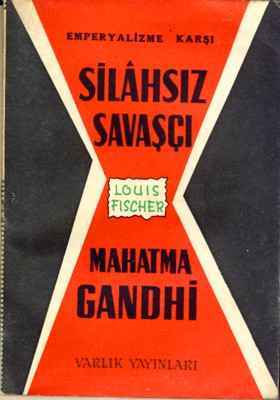 EMPERYALİZME KARŞI
SİLÂHSIZ
SAVAŞÇI
LOUIS
FISCHER
MAHATMA
GANDHİ
VARLIK YAYINLARI